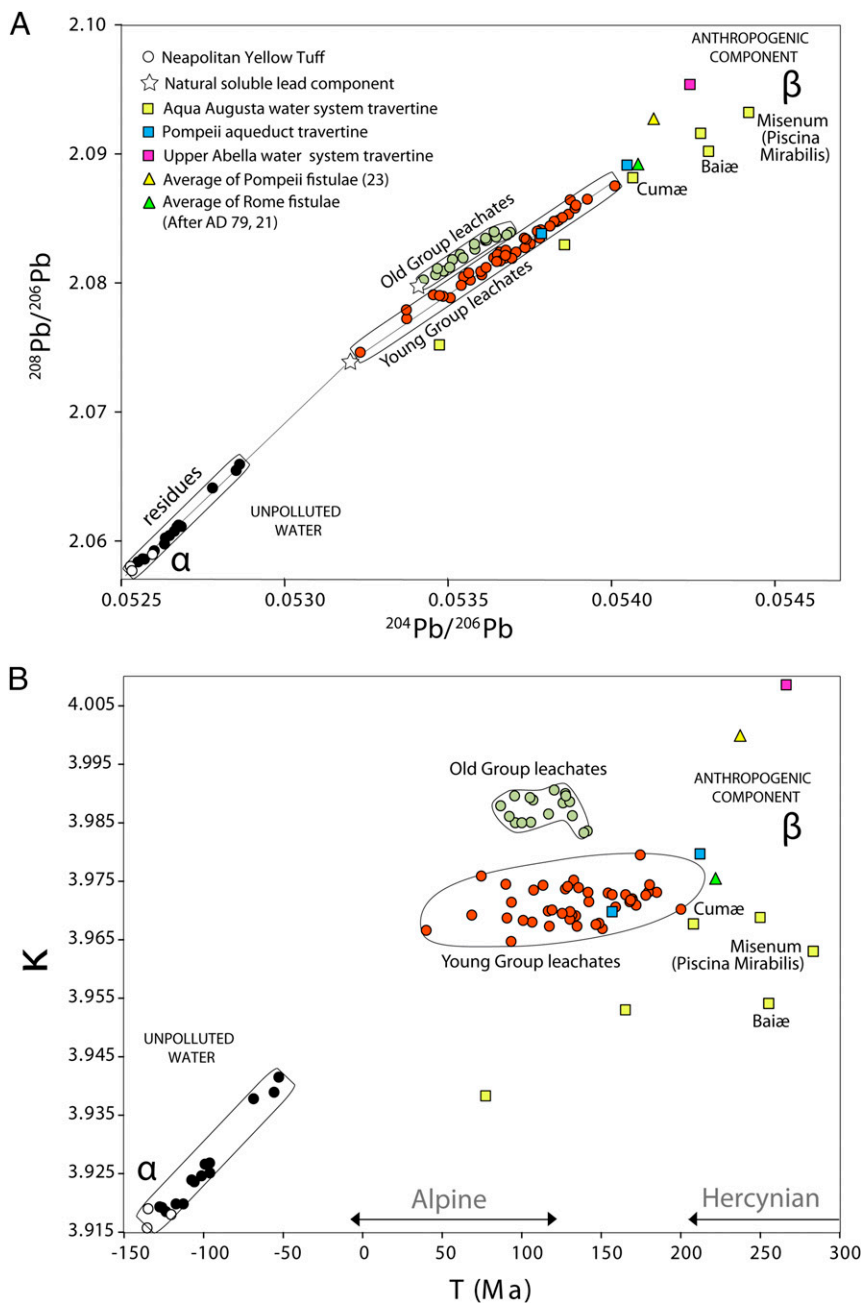 A
2.10
2.09
2.08
2.07
2.06
²⁰⁸Pb/²⁰⁶Pb
Neapolitan Yellow Tuff
Natural soluble lead component
Aqua Augusta water system travertine
Pompeii aqueduct travertine
Upper Abella water system travertine
Average of Pompeii fistulae (23)
Average of Rome fistulae
(After AD 79, 21)
ANTHROPOGENIC
COMPONENT
β
Misenum
(Piscina
Mirabilis)
Baiæ
Cumæ
Old Group leachates
Young Group leachates
residues
UNPOLLUTED
WATER
α
0.0525
0.0530
0.0535
0.0540
0.0545
²⁰⁴Pb/²⁰⁶Pb
B
4.005
3.995
3.985
3.975
3.965
3.955
3.945
3.935
3.925
3.915
K
Old Group leachates
ANTHROPOGENIC
COMPONENT
β
Cumæ
Misenum
(Piscina Mirabilis)
Young Group leachates
Baiæ
UNPOLLUTED
WATER
α
Alpine
Hercynian
-150
-100
-50
0
50
100
150
200
250
300
T (Ma)